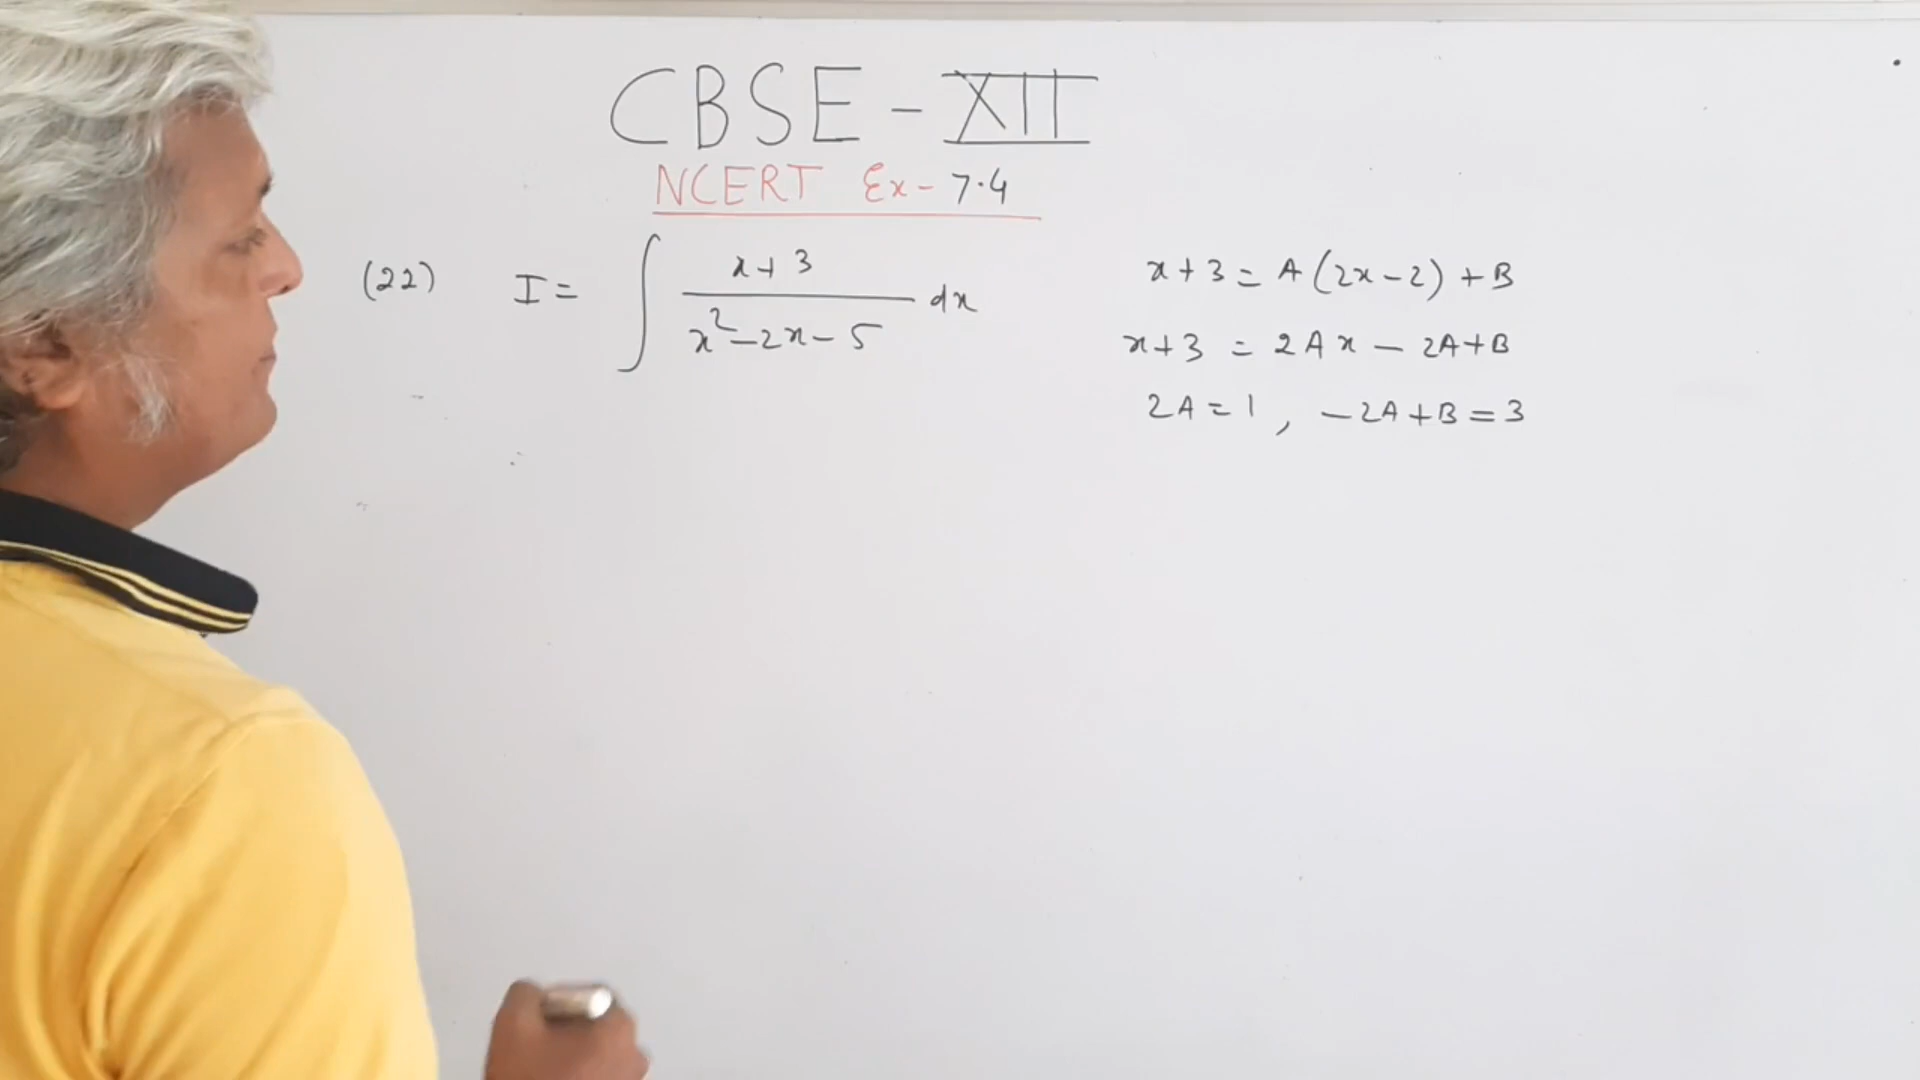 CBSE - XII
NCERT Ex - 7.4
(22) I = ∫ x + 3 / x² - 2x - 5 dx
x + 3 = A (2x - 2) + B
x + 3 = 2Ax - 2A + B
2A = 1, -2A + B = 3